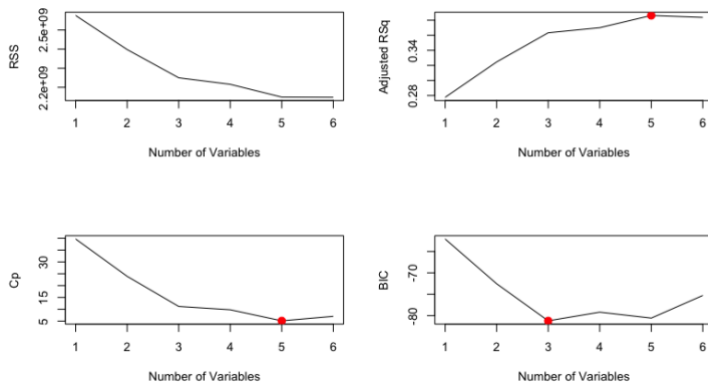 RSS
2.5e+09
2.2e+09
1 2 3 4 5 6
Number of Variables
Adjusted RSq
0.34
0.28
1 2 3 4 5 6
Number of Variables
Cp
30
15
5
1 2 3 4 5 6
Number of Variables
BIC
-70
-80
1 2 3 4 5 6
Number of Variables